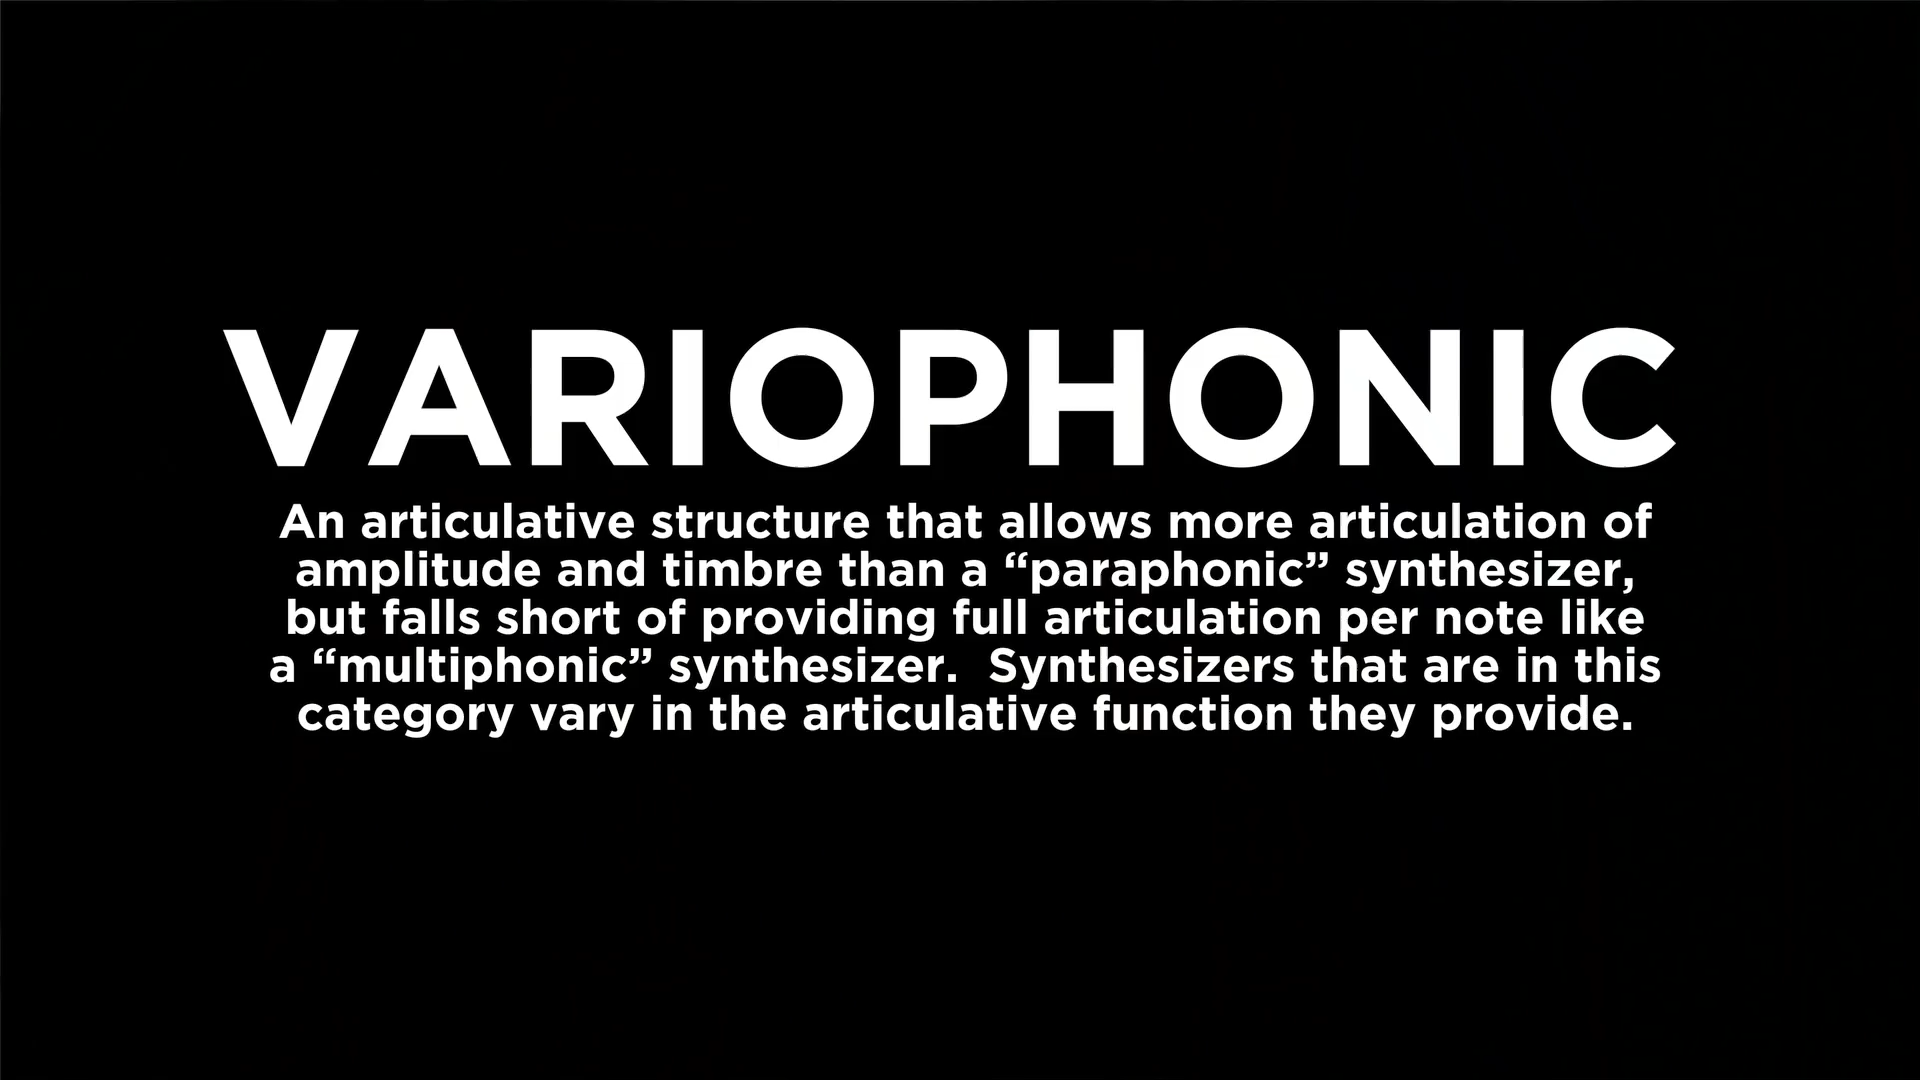 VARIOPHONIC
An articulative structure that allows more articulation of
amplitude and timbre than a “paraphonic” synthesizer,
but falls short of providing full articulation per note like
a “multiphonic” synthesizer.  Synthesizers that are in this
category vary in the articulative function they provide.